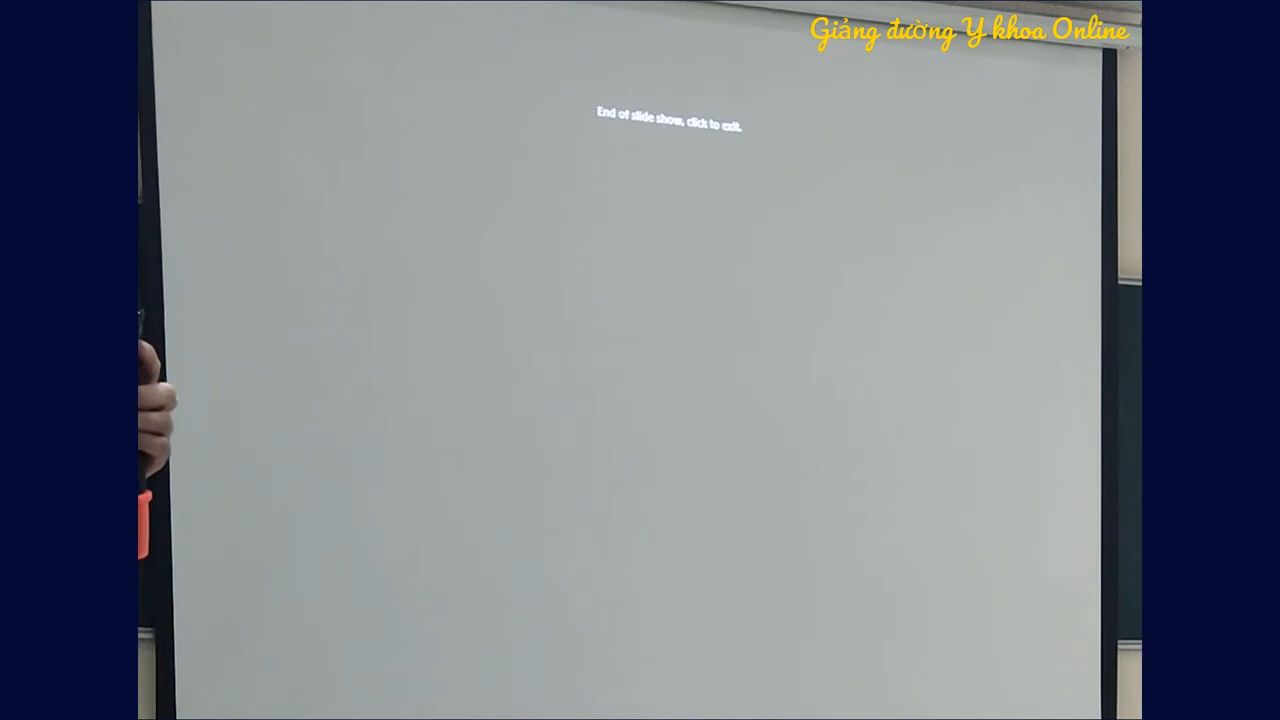 Giảng đường Y khoa Online
End of slide show, click to exit.